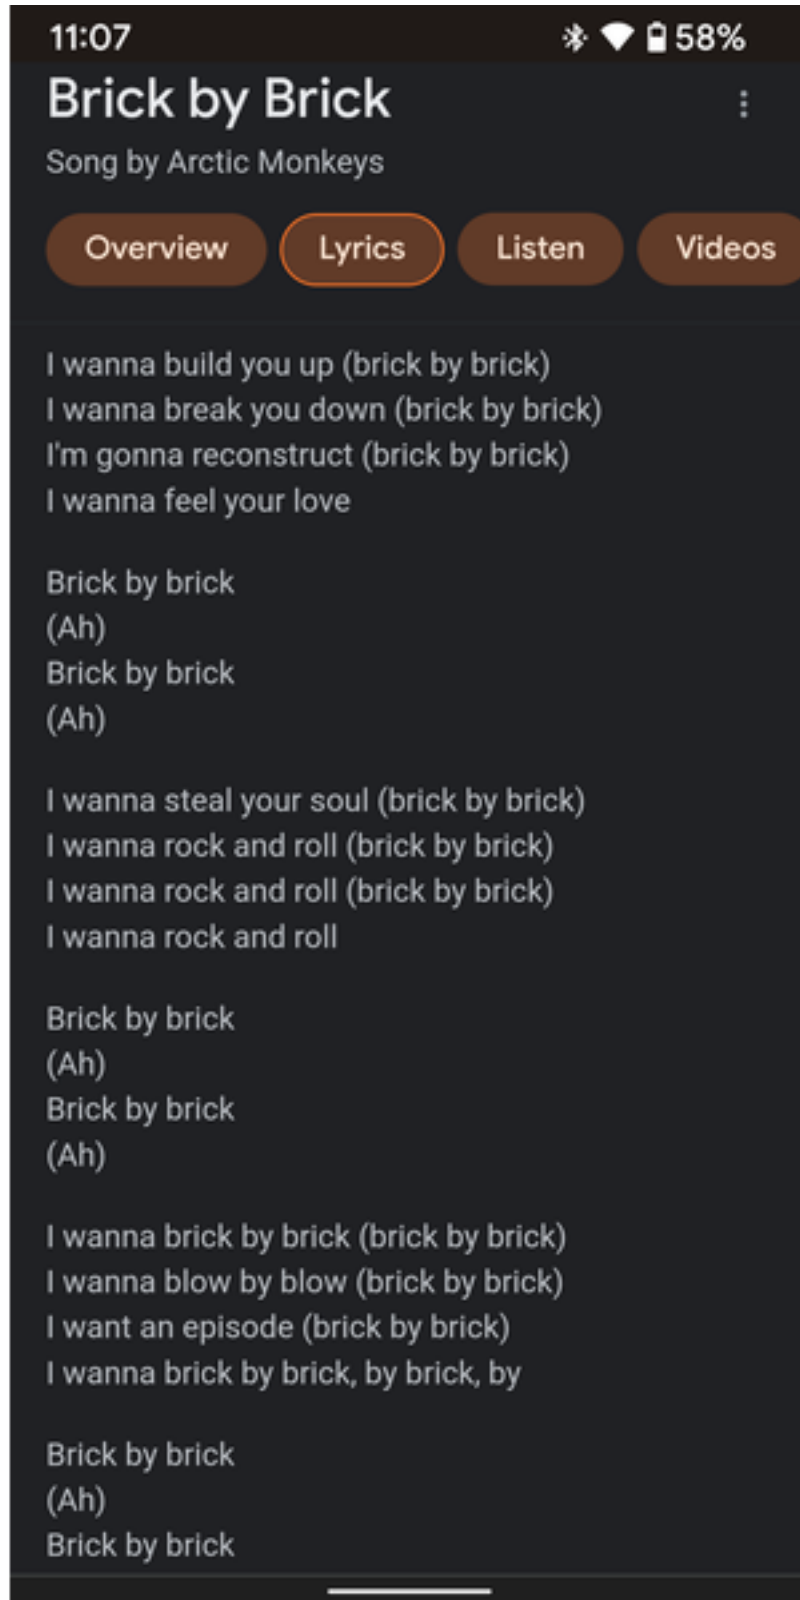 11:07 58%
Brick by Brick
Song by Arctic Monkeys
Overview Lyrics Listen Videos
I wanna build you up (brick by brick)
I wanna break you down (brick by brick)
I'm gonna reconstruct (brick by brick)
I wanna feel your love
Brick by brick
(Ah)
Brick by brick
(Ah)
I wanna steal your soul (brick by brick)
I wanna rock and roll (brick by brick)
I wanna rock and roll (brick by brick)
I wanna rock and roll
Brick by brick
(Ah)
Brick by brick
(Ah)
I wanna brick by brick (brick by brick)
I wanna blow by blow (brick by brick)
I want an episode (brick by brick)
I wanna brick by brick, by brick, by
Brick by brick
(Ah)
Brick by brick